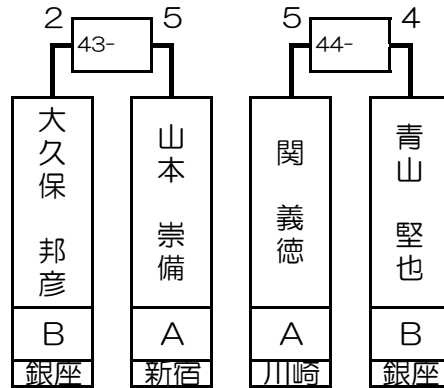 2 5 5 4
43- 44-
大久保 邦彦
山本 崇備
関 義徳
青山 堅也
B A A B
銀座 新宿 川崎 銀座